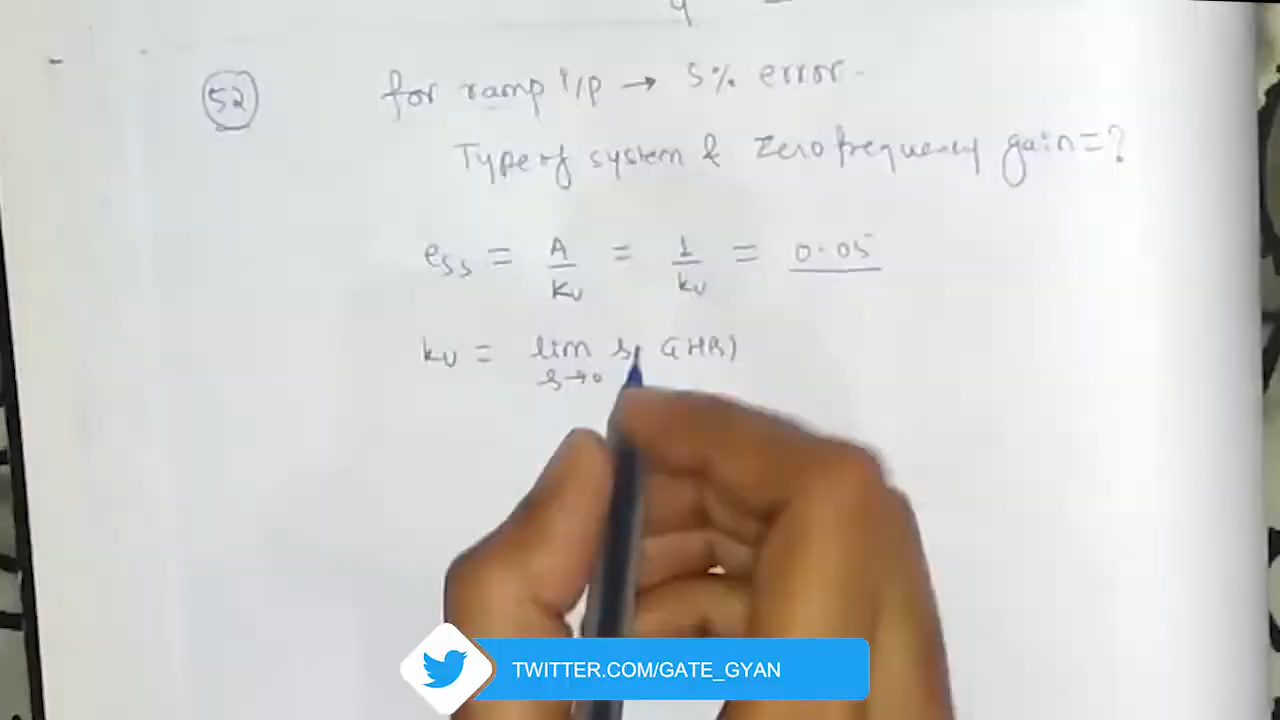 52 for ramp i/p → 5% error.
Type of system & zero frequency gain = ?
ess = A/Kv = 1/kv = 0.05
kv = lim s→0 s G H(s)
TWITTER.COM/GATE_GYAN